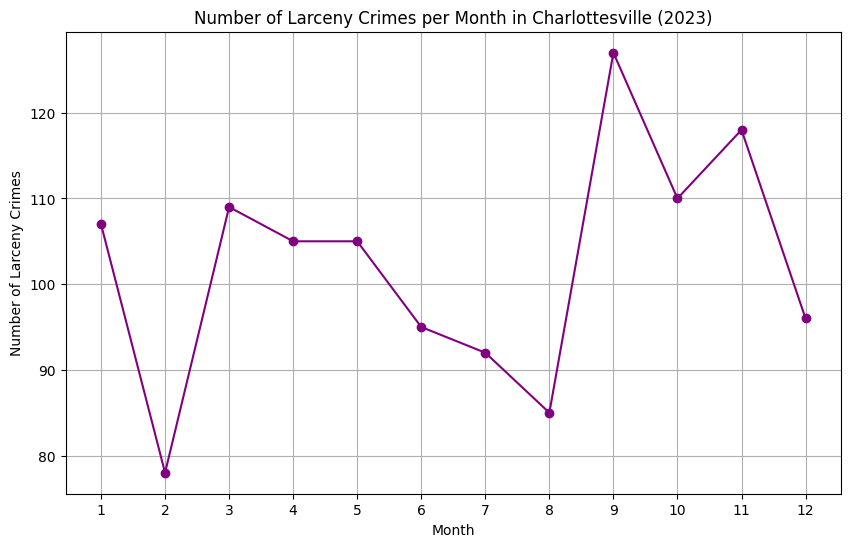 Number of Larceny Crimes per Month in Charlottesville (2023)
Number of Larceny Crimes
120
110
100
90
80
1 2 3 4 5 6 7 8 9 10 11 12
Month